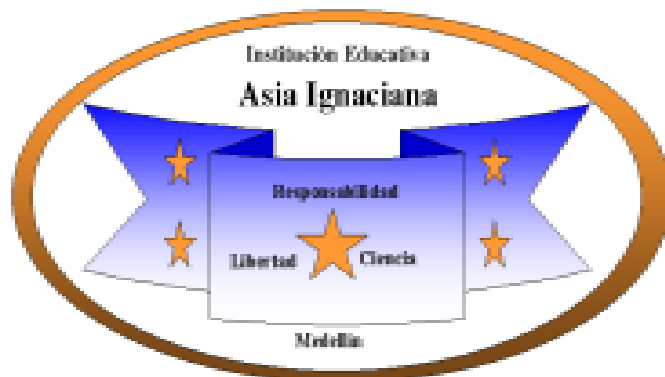 Institución Educativa
Asia Ignaciana
Responsabilidad
Libertad Ciencia
Medellín